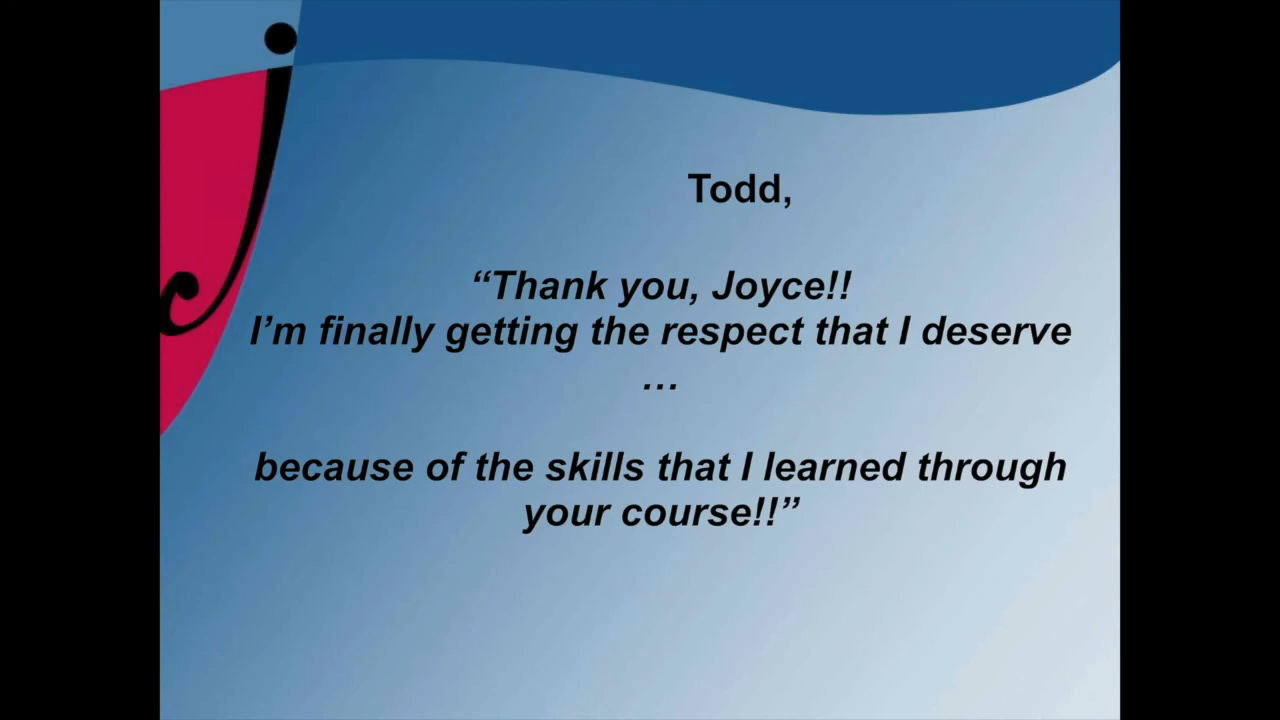 Todd,
“Thank you, Joyce!!
I’m finally getting the respect that I deserve
…
because of the skills that I learned through
your course!!”